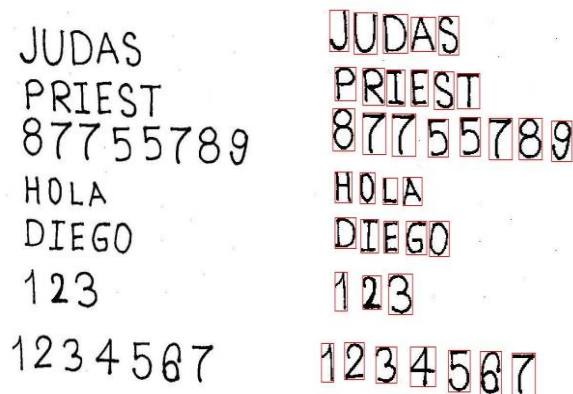 JUDAS
PRIEST
87755789
HOLA
DIEGO
123
1234567
JUDAS
PRIEST
87755789
HOLA
DIEGO
123
1234567